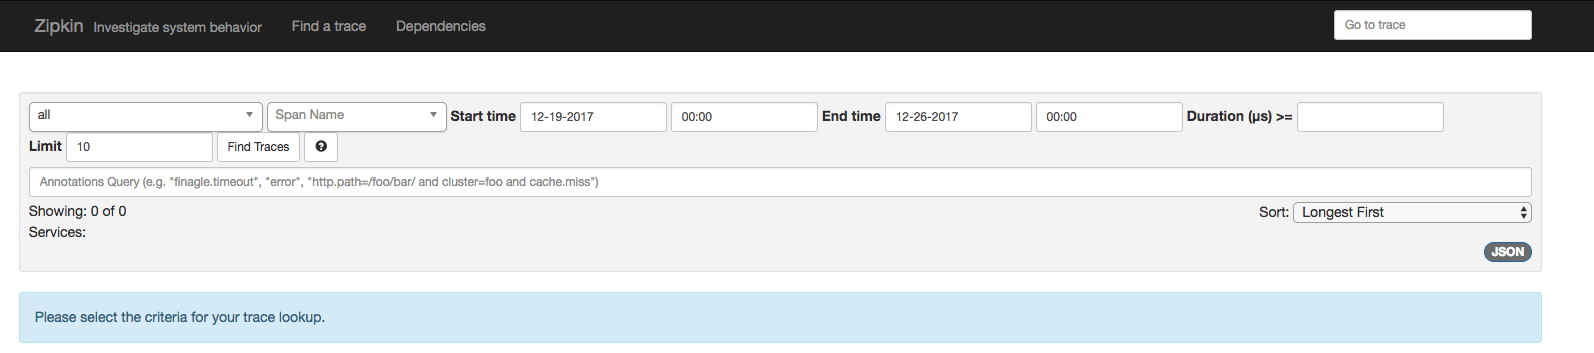 Zipkin Investigate system behavior Find a trace Dependencies Go to trace
all Span Name Start time 12-19-2017 00:00 End time 12-26-2017 00:00 Duration (μs) >=
Limit 10 Find Traces ?
Annotations Query (e.g. "finagle.timeout", "error", "http.path=/foo/bar/ and cluster=foo and cache.miss")
Showing: 0 of 0 Sort: Longest First
Services:
JSON
Please select the criteria for your trace lookup.